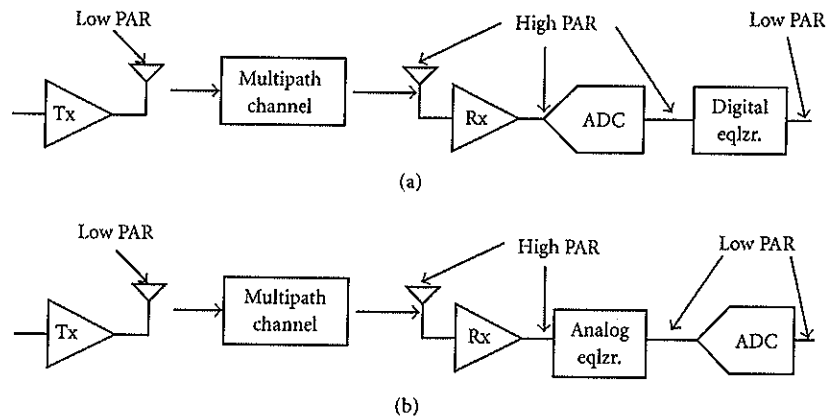 Low PAR
High PAR
Low PAR
Tx
Multipath
channel
Rx
ADC
Digital
eqlzr.
(a)
Low PAR
High PAR
Low PAR
Tx
Multipath
channel
Rx
Analog
eqlzr.
ADC
(b)